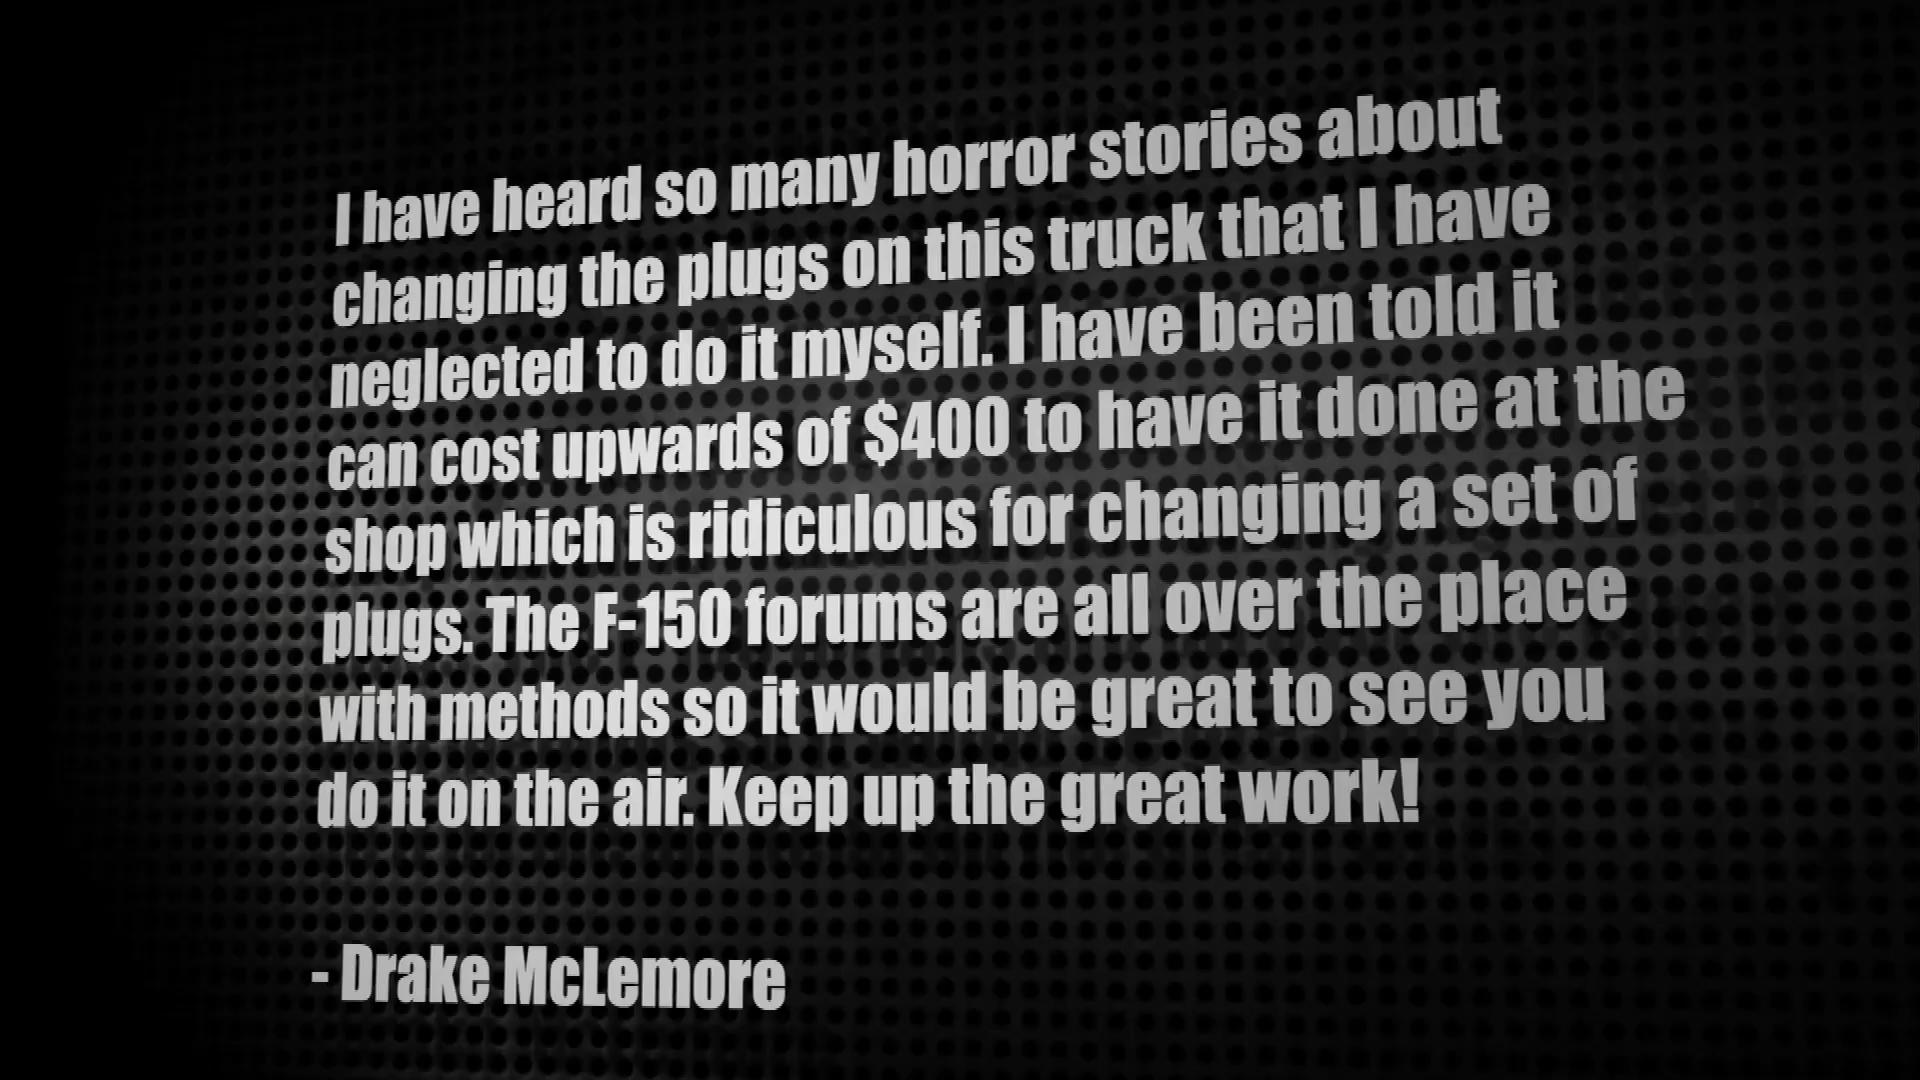 I have heard so many horror stories about
changing the plugs on this truck that I have
neglected to do it myself. I have been told it
can cost upwards of $400 to have it done at the
shop which is ridiculous for changing a set of
plugs. The F-150 forums are all over the place
with methods so it would be great to see you
do it on the air. Keep up the great work!
- Drake McLemore